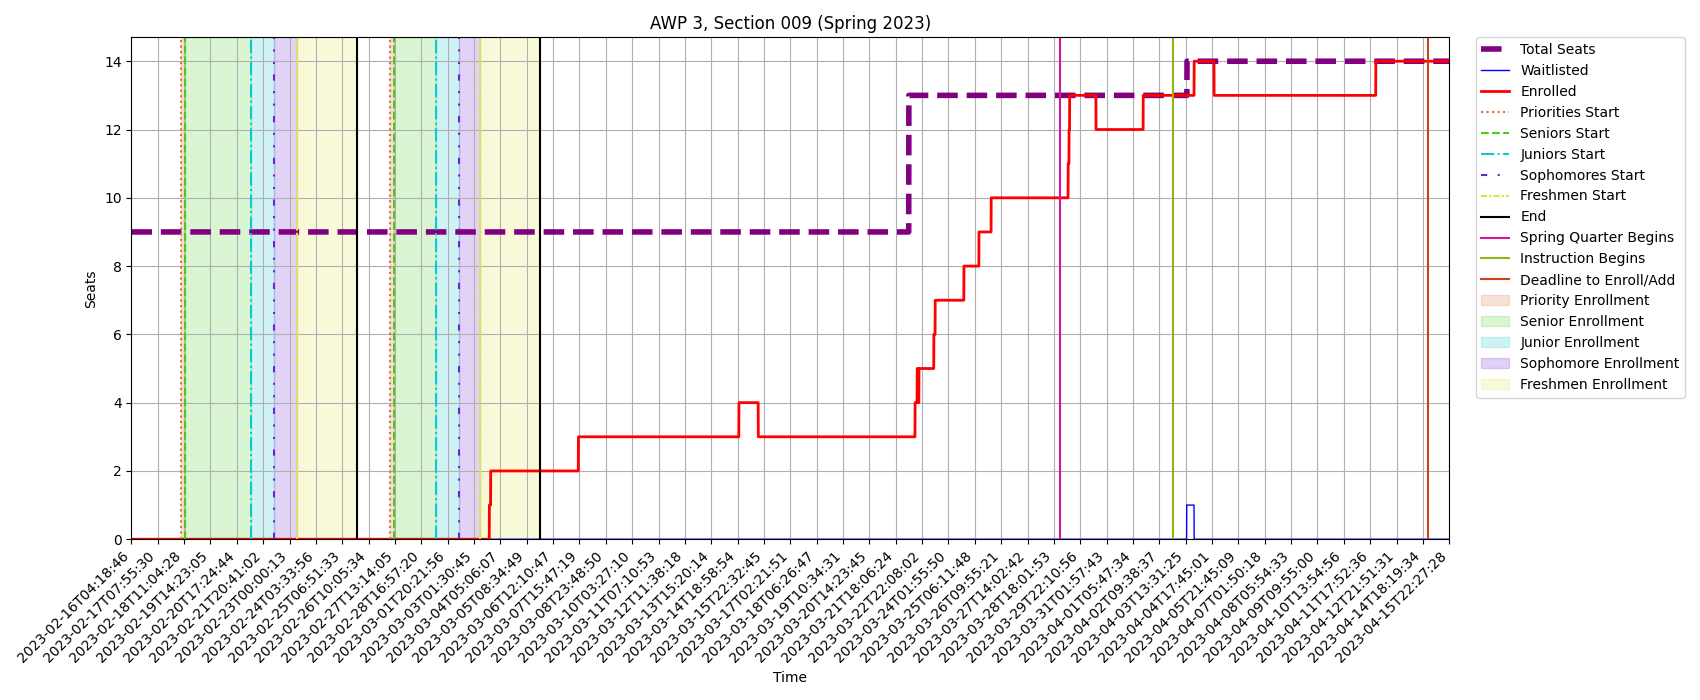 AWP 3, Section 009 (Spring 2023)
Seats
14
12
10
8
6
4
2
0
2023-02-16T04:18:46
2023-02-17T07:55:30
2023-02-18T11:04:28
2023-02-19T14:23:05
2023-02-20T17:24:44
2023-02-21T20:41:02
2023-02-23T00:00:13
2023-02-24T03:33:56
2023-02-25T06:51:33
2023-02-26T10:05:34
2023-02-27T13:14:05
2023-02-28T16:57:20
2023-03-01T20:21:56
2023-03-03T01:30:45
2023-03-04T05:06:07
2023-03-05T08:34:49
2023-03-06T12:10:47
2023-03-07T15:47:19
2023-03-08T23:48:50
2023-03-10T03:27:10
2023-03-11T07:10:53
2023-03-12T11:38:18
2023-03-13T15:20:14
2023-03-14T18:58:54
2023-03-15T22:32:45
2023-03-17T02:21:51
2023-03-18T06:26:47
2023-03-19T10:34:31
2023-03-20T14:23:45
2023-03-21T18:06:24
2023-03-22T22:08:02
2023-03-24T01:55:50
2023-03-25T06:11:48
2023-03-26T09:55:21
2023-03-27T14:02:42
2023-03-28T18:01:53
2023-03-29T22:10:56
2023-03-31T01:57:43
2023-04-01T05:47:34
2023-04-02T09:38:37
2023-04-03T13:31:25
2023-04-04T17:45:01
2023-04-05T21:45:09
2023-04-07T01:50:18
2023-04-08T05:54:33
2023-04-09T09:55:00
2023-04-10T13:54:56
2023-04-11T17:52:36
2023-04-12T21:51:31
2023-04-14T18:19:34
2023-04-15T22:27:28
Time
Total Seats
Waitlisted
Enrolled
Priorities Start
Seniors Start
Juniors Start
Sophomores Start
Freshmen Start
End
Spring Quarter Begins
Instruction Begins
Deadline to Enroll/Add
Priority Enrollment
Senior Enrollment
Junior Enrollment
Sophomore Enrollment
Freshmen Enrollment